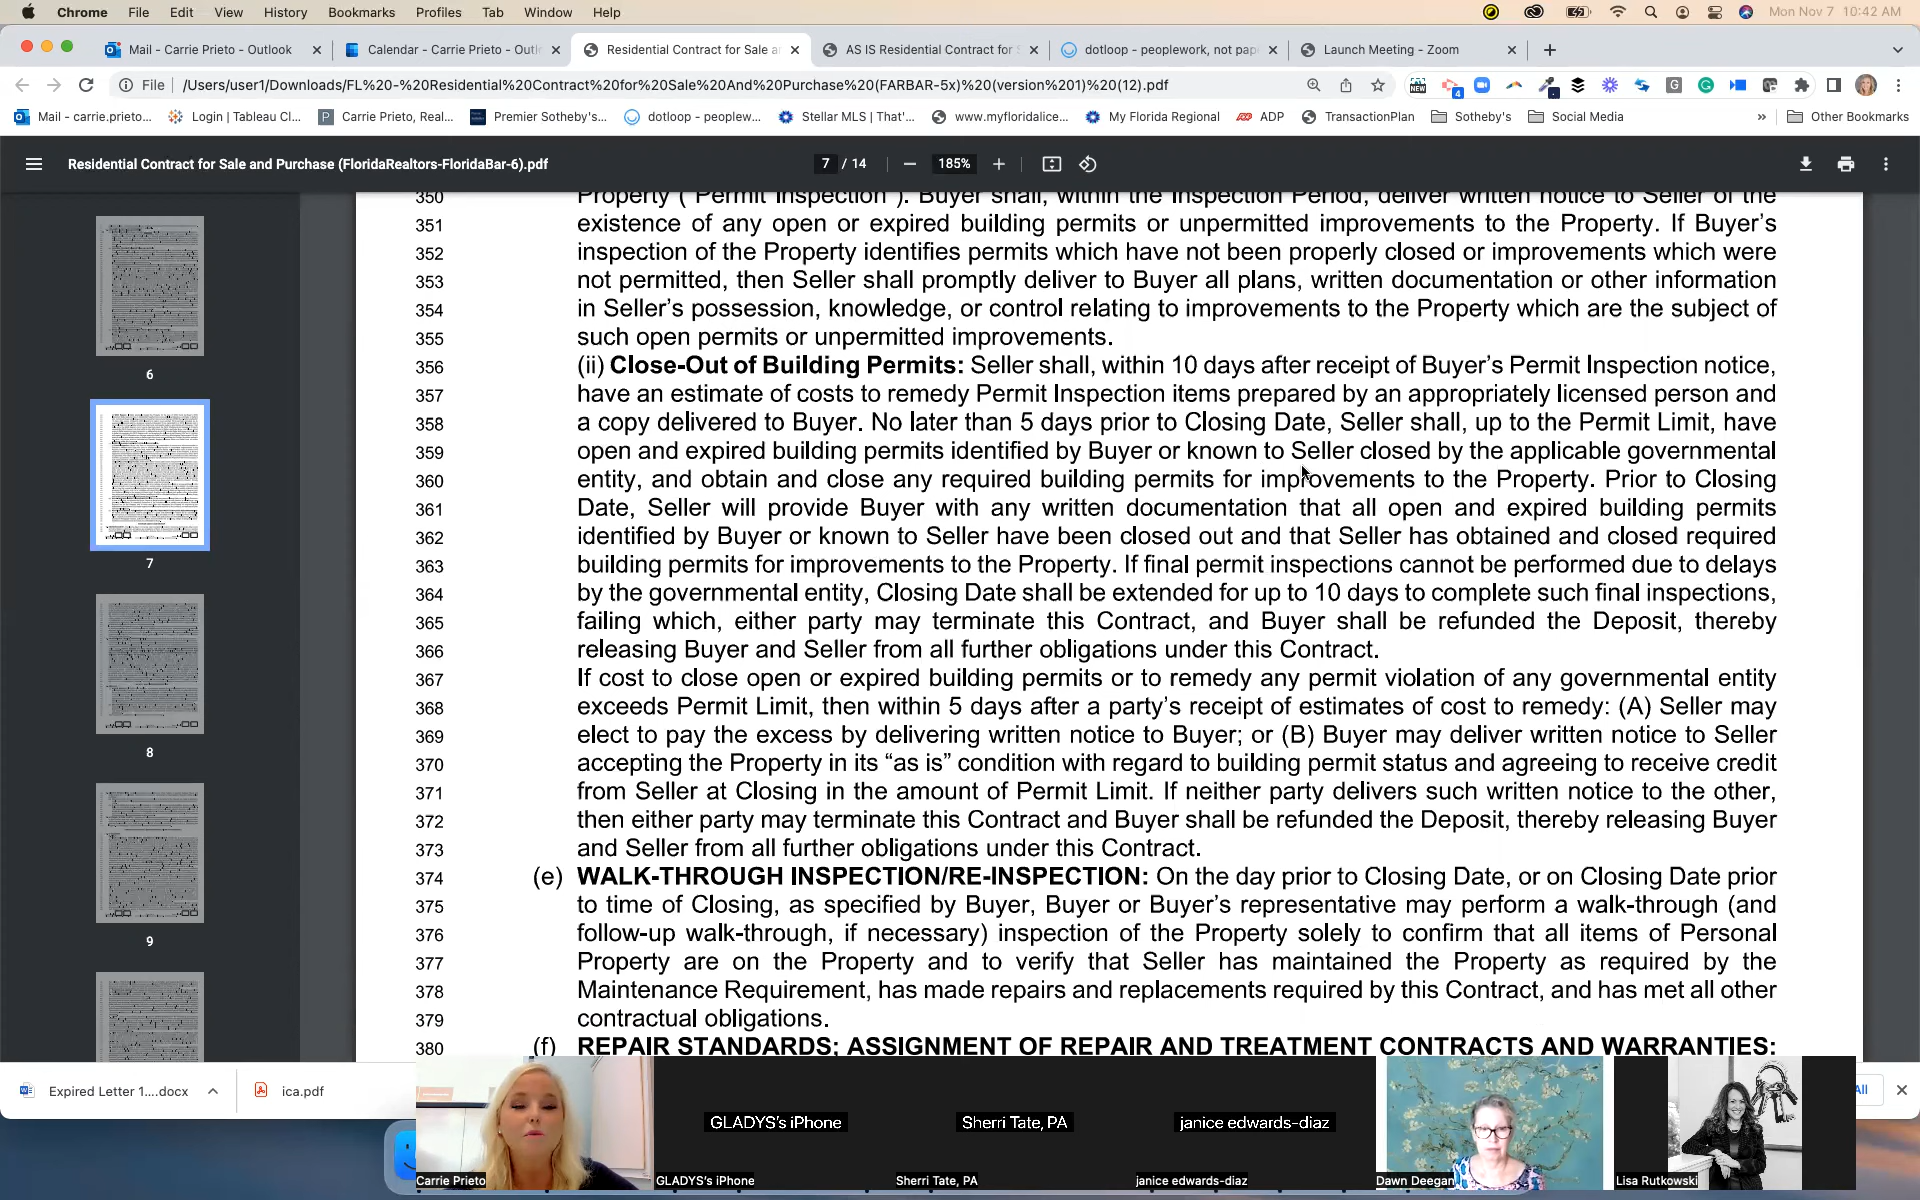 Chrome File Edit View History Bookmarks Profiles Tab Window Help Mon Nov 7 10:42 AM
Mail - Carrie Prieto - Outlook
Calendar - Carrie Prieto - Outl
Residential Contract for Sale a
AS IS Residential Contract for S
dotloop - peoplework, not pap
Launch Meeting - Zoom
File /Users/user1/Downloads/FL%20-%20Residential%20Contract%20for%20Sale%20And%20Purchase%20(FARBAR-5x)%20(version%201)%20(12).pdf
Mail - carrie.prieto... Login | Tableau Cl... Carrie Prieto, Real... Premier Sotheby's... dotloop - peoplew... Stellar MLS | That'... www.myfloridalice... My Florida Regional ADP TransactionPlan Sotheby's Social Media » Other Bookmarks
Residential Contract for Sale and Purchase (FloridaRealtors-FloridaBar-6).pdf 7 / 14 185%
6
7
8
9
350 Property ("Permit Inspection"). Buyer shall, within the Inspection Period, deliver written notice to Seller of the
351 existence of any open or expired building permits or unpermitted improvements to the Property. If Buyer's
352 inspection of the Property identifies permits which have not been properly closed or improvements which were
353 not permitted, then Seller shall promptly deliver to Buyer all plans, written documentation or other information
354 in Seller's possession, knowledge, or control relating to improvements to the Property which are the subject of
355 such open permits or unpermitted improvements.
356 (ii) Close-Out of Building Permits: Seller shall, within 10 days after receipt of Buyer's Permit Inspection notice,
357 have an estimate of costs to remedy Permit Inspection items prepared by an appropriately licensed person and
358 a copy delivered to Buyer. No later than 5 days prior to Closing Date, Seller shall, up to the Permit Limit, have
359 open and expired building permits identified by Buyer or known to Seller closed by the applicable governmental
360 entity, and obtain and close any required building permits for improvements to the Property. Prior to Closing
361 Date, Seller will provide Buyer with any written documentation that all open and expired building permits
362 identified by Buyer or known to Seller have been closed out and that Seller has obtained and closed required
363 building permits for improvements to the Property. If final permit inspections cannot be performed due to delays
364 by the governmental entity, Closing Date shall be extended for up to 10 days to complete such final inspections,
365 failing which, either party may terminate this Contract, and Buyer shall be refunded the Deposit, thereby
366 releasing Buyer and Seller from all further obligations under this Contract.
367 If cost to close open or expired building permits or to remedy any permit violation of any governmental entity
368 exceeds Permit Limit, then within 5 days after a party's receipt of estimates of cost to remedy: (A) Seller may
369 elect to pay the excess by delivering written notice to Buyer; or (B) Buyer may deliver written notice to Seller
370 accepting the Property in its “as is” condition with regard to building permit status and agreeing to receive credit
371 from Seller at Closing in the amount of Permit Limit. If neither party delivers such written notice to the other,
372 then either party may terminate this Contract and Buyer shall be refunded the Deposit, thereby releasing Buyer
373 and Seller from all further obligations under this Contract.
374 (e) WALK-THROUGH INSPECTION/RE-INSPECTION: On the day prior to Closing Date, or on Closing Date prior
375 to time of Closing, as specified by Buyer, Buyer or Buyer's representative may perform a walk-through (and
376 follow-up walk-through, if necessary) inspection of the Property solely to confirm that all items of Personal
377 Property are on the Property and to verify that Seller has maintained the Property as required by the
378 Maintenance Requirement, has made repairs and replacements required by this Contract, and has met all other
379 contractual obligations.
380 (f) REPAIR STANDARDS; ASSIGNMENT OF REPAIR AND TREATMENT CONTRACTS AND WARRANTIES:
Expired Letter 1....docx ica.pdf All
GLADYS's iPhone Sherri Tate, PA janice edwards-diaz
Carrie Prieto GLADYS's iPhone Sherri Tate, PA janice edwards-diaz Dawn Deegan Lisa Rutkowski